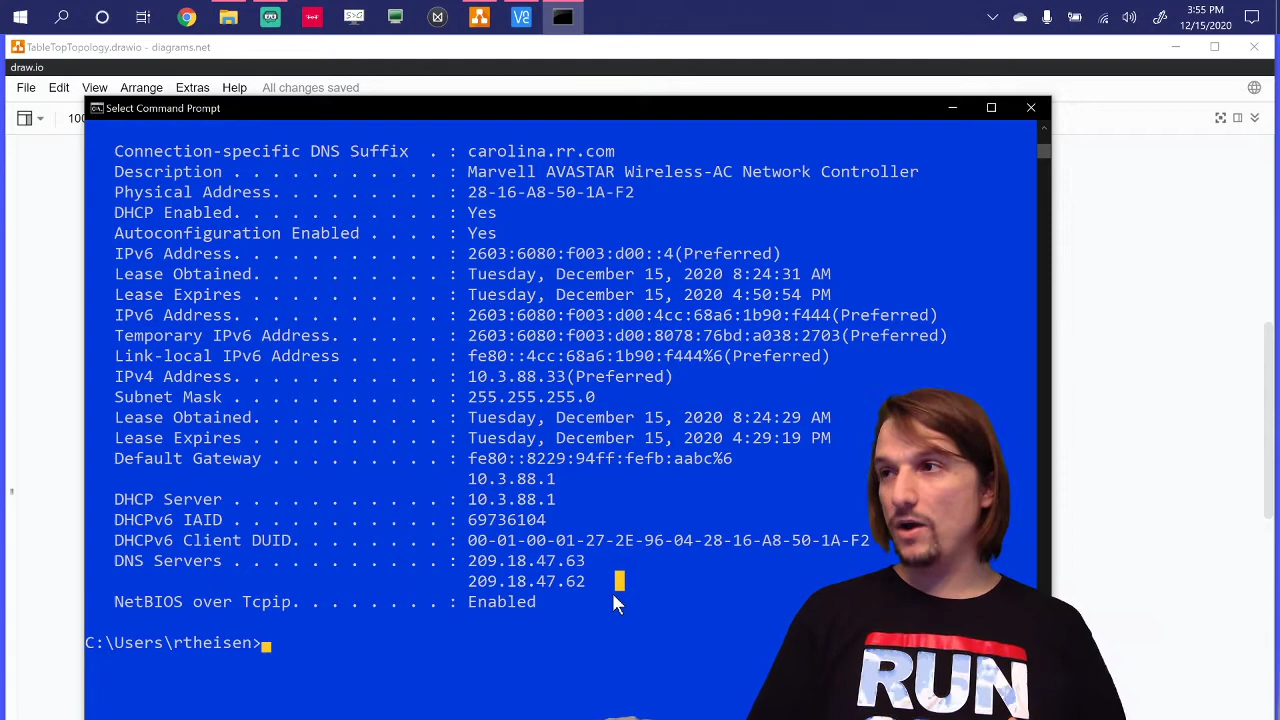 3:55 PM
12/15/2020
TableTopTopology.drawio - diagrams.net
draw.io
File Edit View Arrange Extras Help All changes saved
Select Command Prompt
Connection-specific DNS Suffix . : carolina.rr.com
Description . . . . . . . . . . . : Marvell AVASTAR Wireless-AC Network Controller
Physical Address. . . . . . . . . : 28-16-A8-50-1A-F2
DHCP Enabled. . . . . . . . . . . : Yes
Autoconfiguration Enabled . . . . : Yes
IPv6 Address. . . . . . . . . . . : 2603:6080:f003:d00::4(Preferred)
Lease Obtained. . . . . . . . . . : Tuesday, December 15, 2020 8:24:31 AM
Lease Expires . . . . . . . . . . : Tuesday, December 15, 2020 4:50:54 PM
IPv6 Address. . . . . . . . . . . : 2603:6080:f003:d00:4cc:68a6:1b90:f444(Preferred)
Temporary IPv6 Address. . . . . . : 2603:6080:f003:d00:8078:76bd:a038:2703(Preferred)
Link-local IPv6 Address . . . . . : fe80::4cc:68a6:1b90:f444%6(Preferred)
IPv4 Address. . . . . . . . . . . : 10.3.88.33(Preferred)
Subnet Mask . . . . . . . . . . . : 255.255.255.0
Lease Obtained. . . . . . . . . . : Tuesday, December 15, 2020 8:24:29 AM
Lease Expires . . . . . . . . . . : Tuesday, December 15, 2020 4:29:19 PM
Default Gateway . . . . . . . . . : fe80::8229:94ff:fefb:aabc%6
10.3.88.1
DHCP Server . . . . . . . . . . . : 10.3.88.1
DHCPv6 IAID . . . . . . . . . . . : 69736104
DHCPv6 Client DUID. . . . . . . . : 00-01-00-01-27-2E-96-04-28-16-A8-50-1A-F2
DNS Servers . . . . . . . . . . . : 209.18.47.63
209.18.47.62
NetBIOS over Tcpip. . . . . . . . : Enabled
C:\Users\rtheisen>
RUN